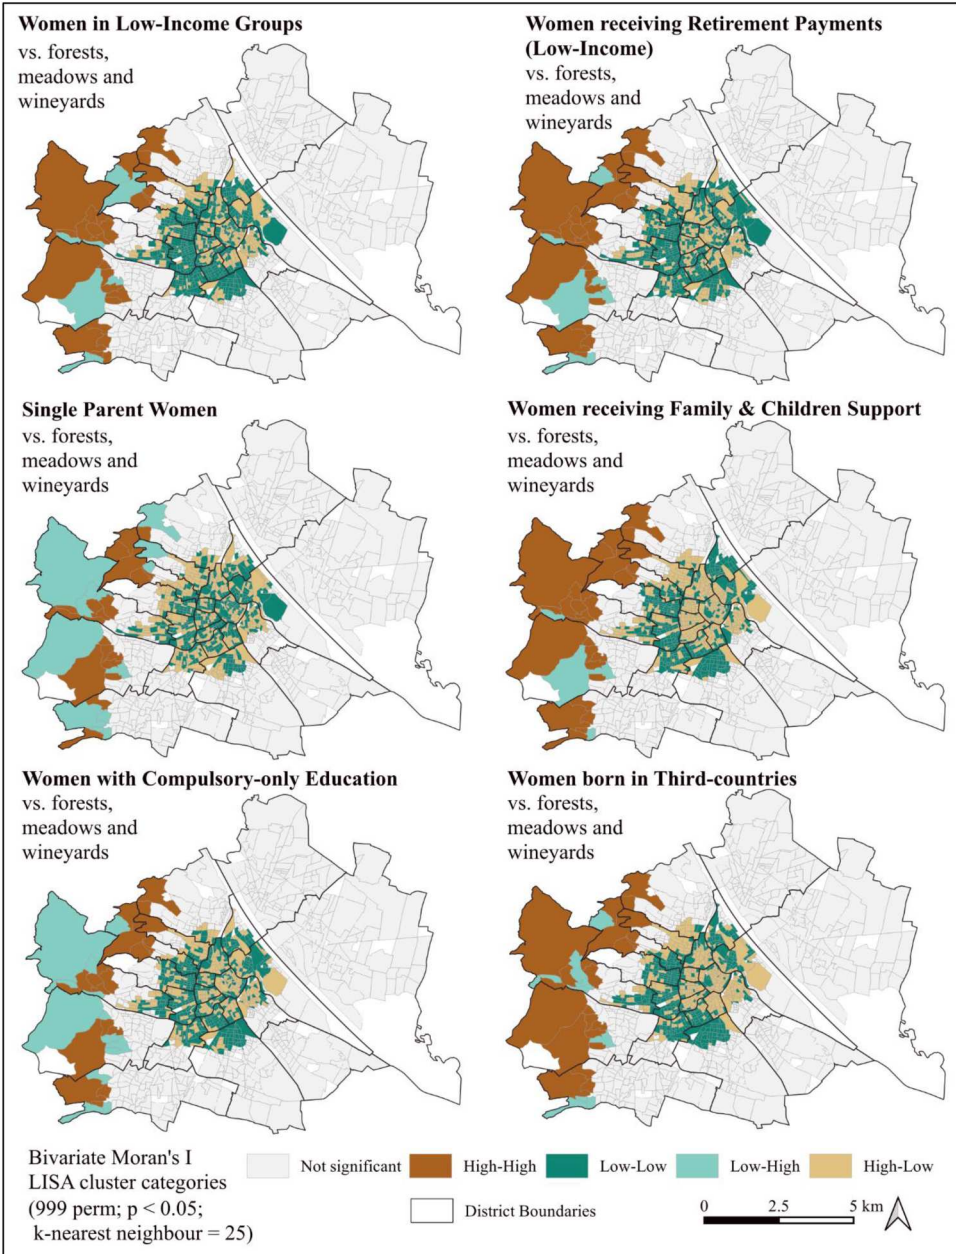 Women in Low-Income Groups
vs. forests,
meadows and
wineyards
Women receiving Retirement Payments
(Low-Income)
vs. forests,
meadows and
wineyards
Single Parent Women
vs. forests,
meadows and
wineyards
Women receiving Family & Children Support
vs. forests,
meadows and
wineyards
Women with Compulsory-only Education
vs. forests,
meadows and
wineyards
Women born in Third-countries
vs. forests,
meadows and
wineyards
Bivariate Moran's I
LISA cluster categories
(999 perm; p < 0.05;
k-nearest neighbour = 25)
Not significant
High-High
Low-Low
Low-High
High-Low
District Boundaries
0 2.5 5 km